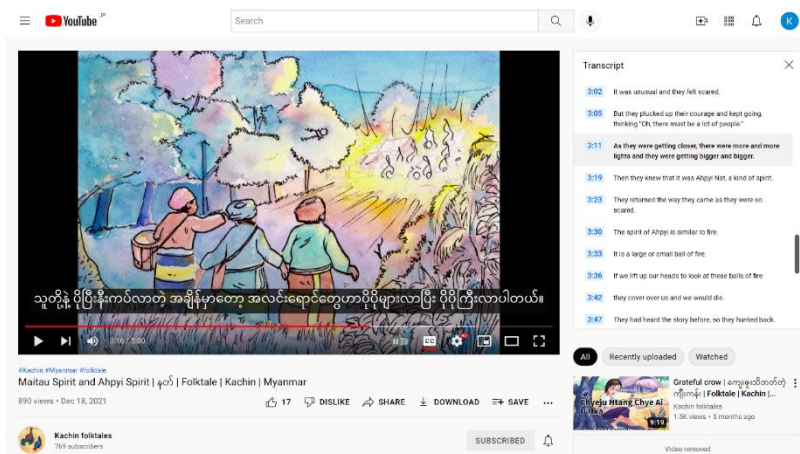 YouTube JP
Search
K
သူတို့နဲ့ ပိုပြီးနီးကပ်လာတဲ့ အချိန်မှာတော့ အလင်းရောင်တွေဟာပိုပိုများလာပြီး ပိုပိုကြီးလာပါတယ်။
3:16 / 5:00
#Kachin #Myanmar #folktale
Maitau Spirit and Ahpyi Spirit | နတ် | Folktale | Kachin | Myanmar
890 views • Dec 18, 2021
17 DISLIKE SHARE DOWNLOAD SAVE
Kachin folktales
769 subscribers
SUBSCRIBED
Transcript
3:02 It was unusual and they felt scared.
3:05 But they plucked up their courage and kept going,
thinking "Oh, there must be a lot of people."
3:11 As they were getting closer, there were more and more
lights and they were getting bigger and bigger.
3:19 Then they knew that it was Ahpyi Nat, a kind of spirit.
3:23 They returned the way they came as they were so
scared.
3:30 The spirit of Ahpyi is similar to fire.
3:33 It is a large or small ball of fire.
3:36 If we lift up our heads to look at these balls of fire
3:42 they cover over us and we would die.
3:47 They had heard the story before, so they hurried back.
All Recently uploaded Watched
Chyeju Htang Chye Ai
9:19
Grateful crow | ကျေးဇူးသိတတ်တဲ့
ကျီးကန်း | Folktale | Kachin |...
Kachin folktales
1.5K views • 5 months ago
Video removed